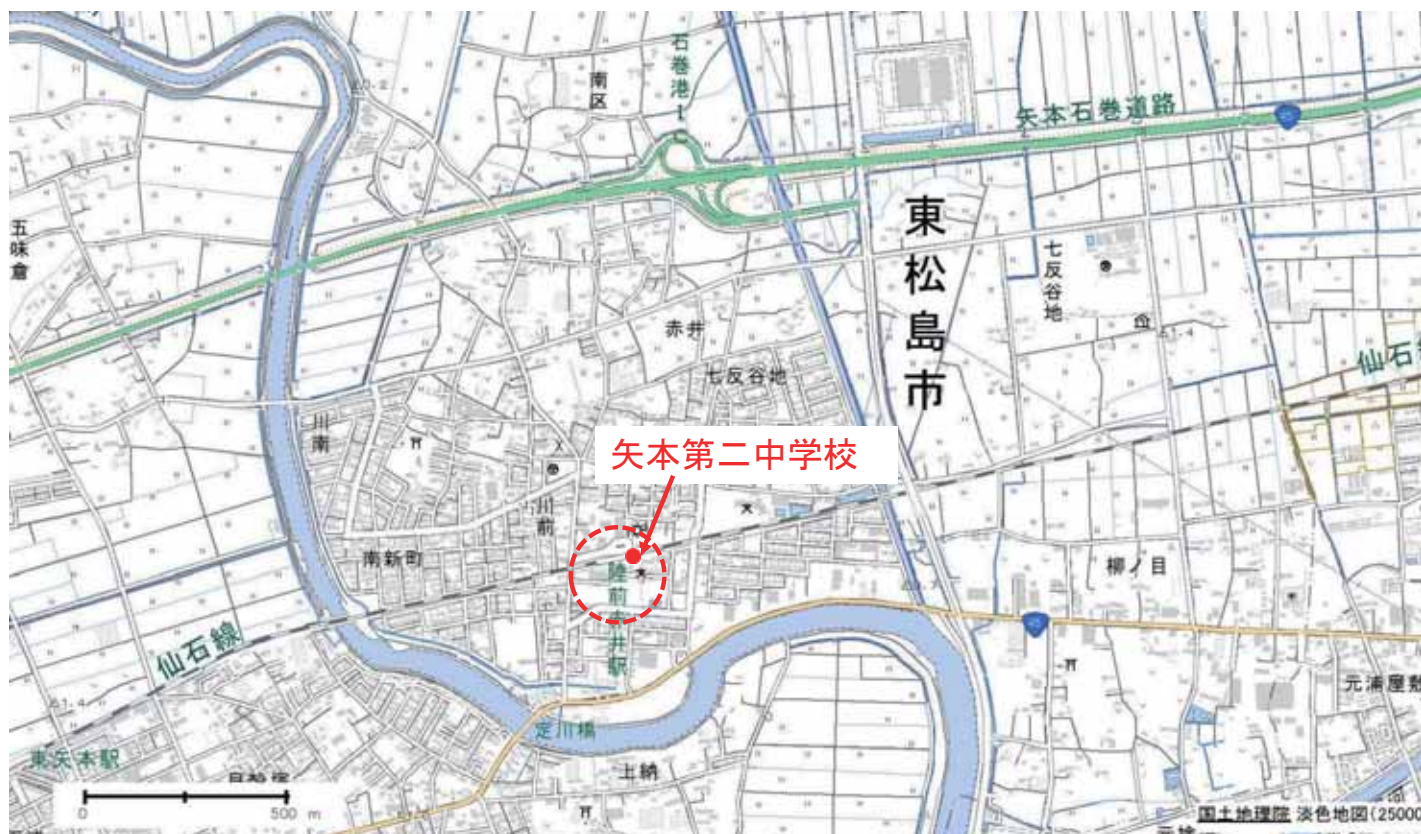 石巻港IC
南区
矢本石巻道路
五味倉
東松島市
七反谷地
赤井
七反谷地
仙石
川南
矢本第二中学校
川前
南新町
陸前赤井駅
柳ノ目
仙石線
元浦屋敷
定川橋
東矢本駅
上納
0 500 m
国土地理院 淡色地図(25000